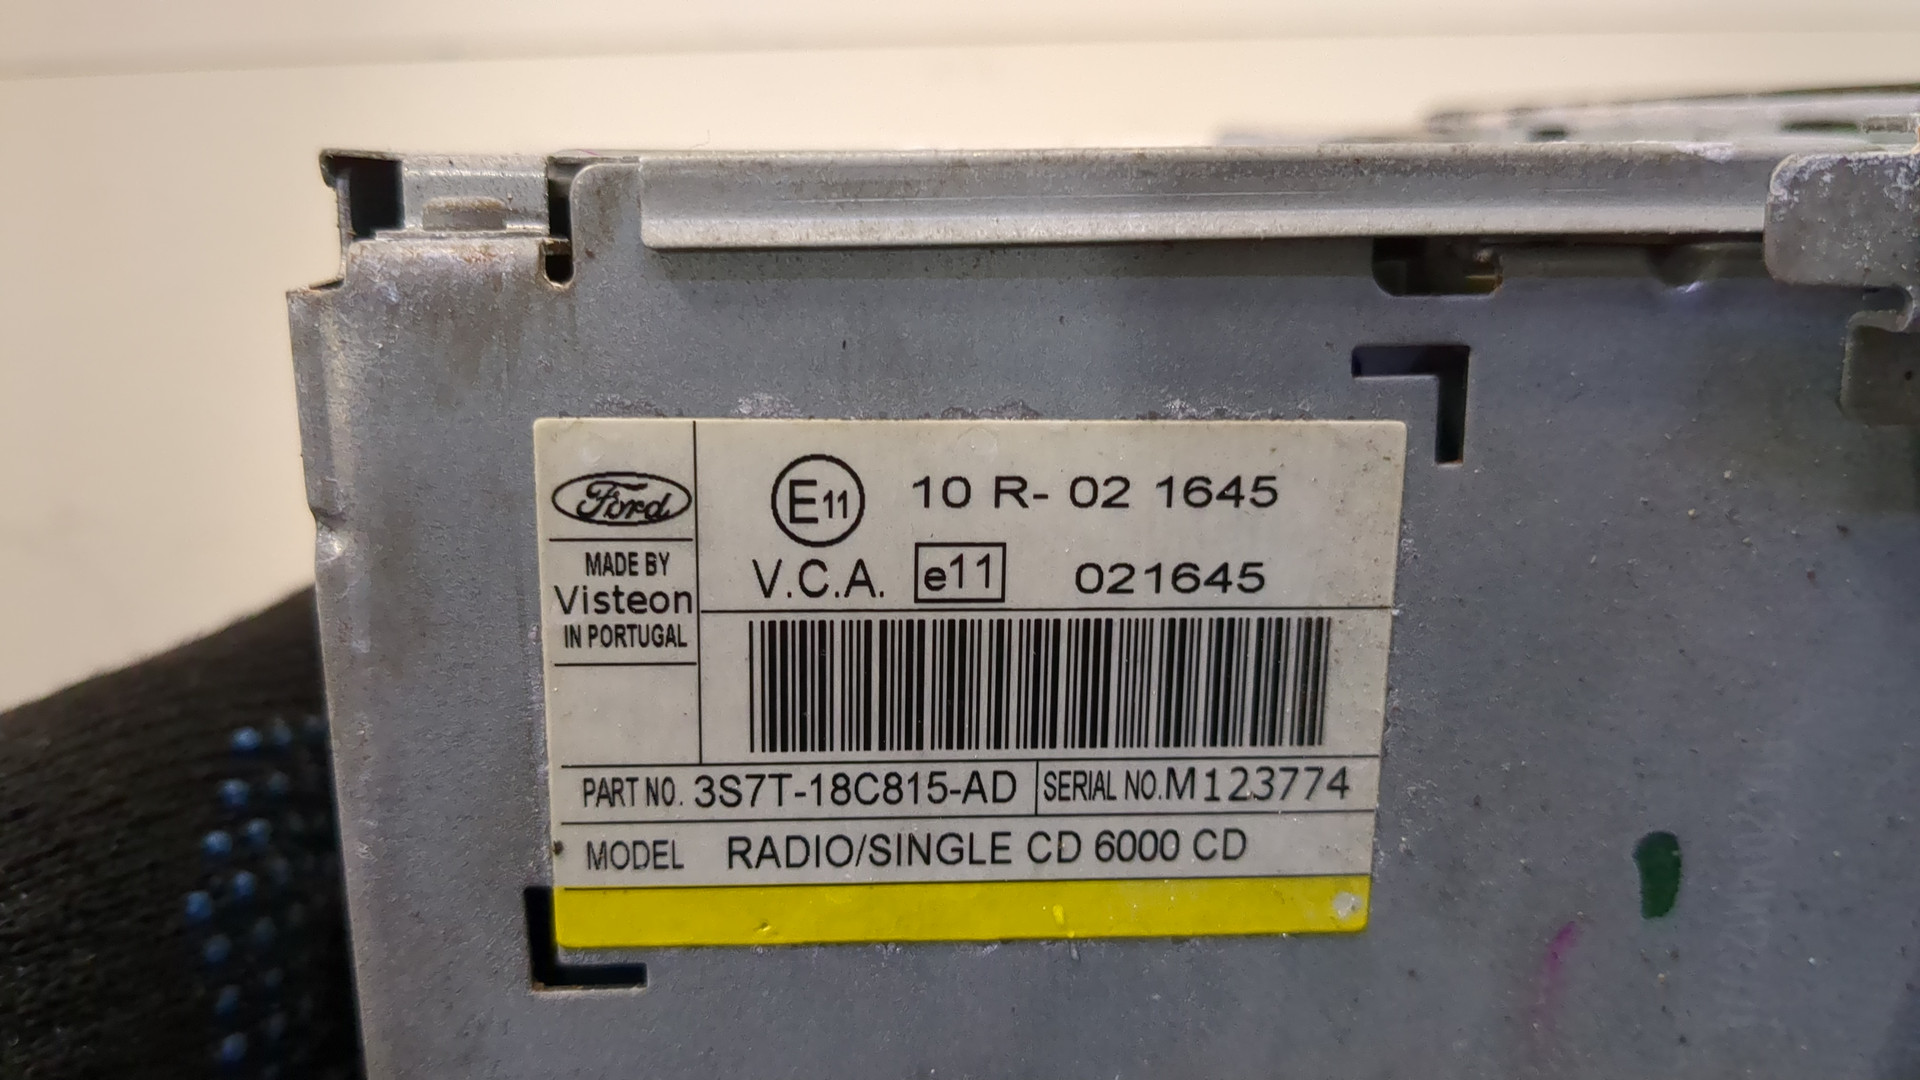 Ford
MADE BY
Visteon
IN PORTUGAL
E11 10 R- 02 1645
V.C.A. e11 021645
PART NO. 3S7T-18C815-AD SERIAL NO. M123774
MODEL RADIO/SINGLE CD 6000 CD